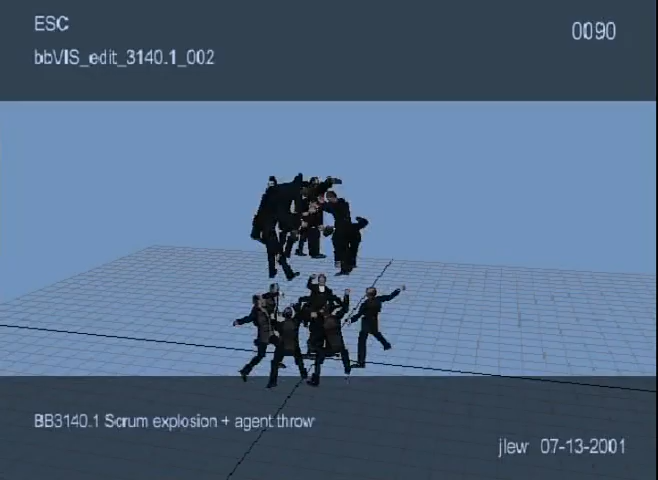 ESC
0090
bbVIS_edit_3140.1_002
BB3140.1 Scrum explosion + agent throw
jlew 07-13-2001